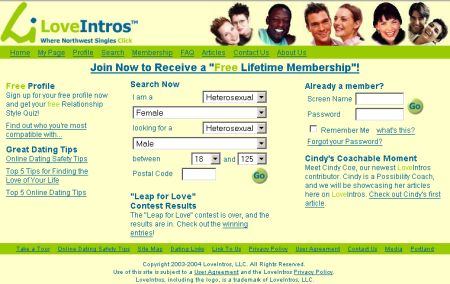 LoveIntros™
Where Northwest Singles Click
Home My Page Profile Search Membership FAQ Articles Contact Us About Us
Join Now to Receive a "Free Lifetime Membership"!
Free Profile
Sign up for your free profile now
and get your free Relationship
Style Quiz!
Find out who you're most
compatible with...
Great Dating Tips
Online Dating Safety Tips
Top 5 Tips for Finding the
Love of Your Life
Top 5 Online Dating Tips
Search Now
I am a Heterosexual
Female
looking for a Heterosexual
Male
between 18 and 125
Postal Code Go
"Leap for Love"
Contest Results
The "Leap for Love" contest is over, and the
results are in. Check out the winning
entries!
Already a member?
Screen Name
Password
Go
Remember Me what's this?
Forgot your Password?
Cindy's Coachable Moment
Meet Cindy Coe, our newest LoveIntros
contributor. Cindy is a Possibility Coach,
and we will be showcasing her articles
here on LoveIntros. Check out Cindy's first
article.
Take a Tour Online Dating Safety Tips Site Map Dating Links Link To Us Privacy Policy User Agreement Contact Us Media Portland
Copyright 2003-2004 LoveIntros, LLC. All Rights Reserved.
Use of this site is subject to a User Agreement and the LoveIntros Privacy Policy.
LoveIntros, including the logo, is a trademark of LoveIntros, LLC.